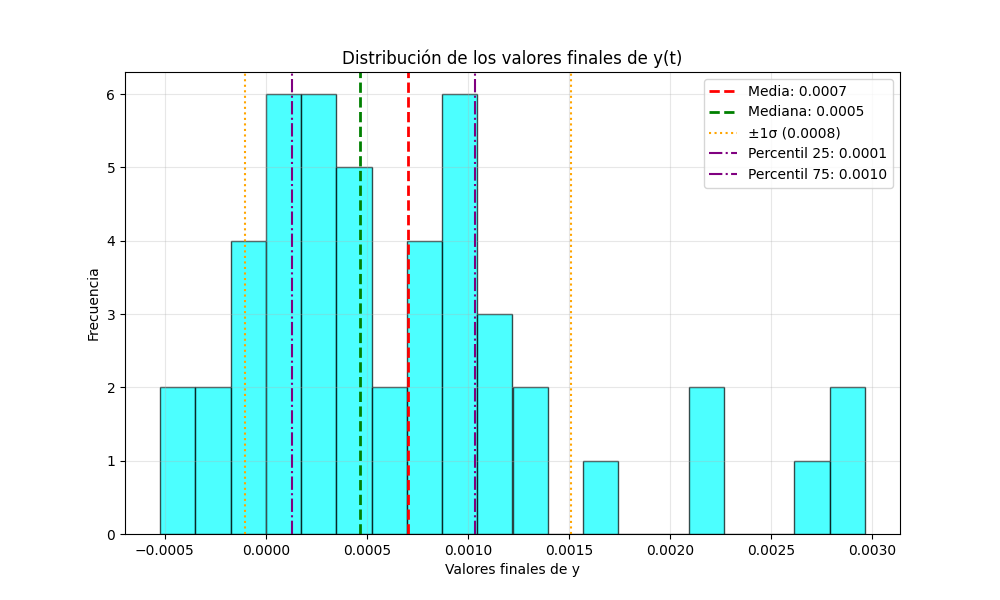 Distribución de los valores finales de y(t)
Media: 0.0007
Mediana: 0.0005
±1σ (0.0008)
Percentil 25: 0.0001
Percentil 75: 0.0010
6
5
4
3
2
1
0
Frecuencia
−0.0005 0.0000 0.0005 0.0010 0.0015 0.0020 0.0025 0.0030
Valores finales de y